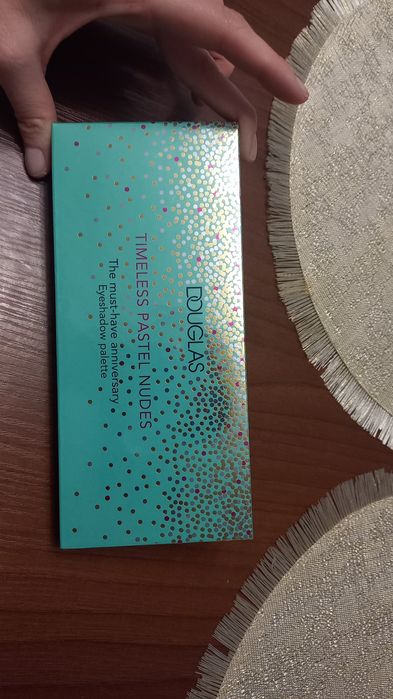 DOUGLAS
TIMELESS PASTEL NUDES
The must-have anniversary
Eyeshadow palette